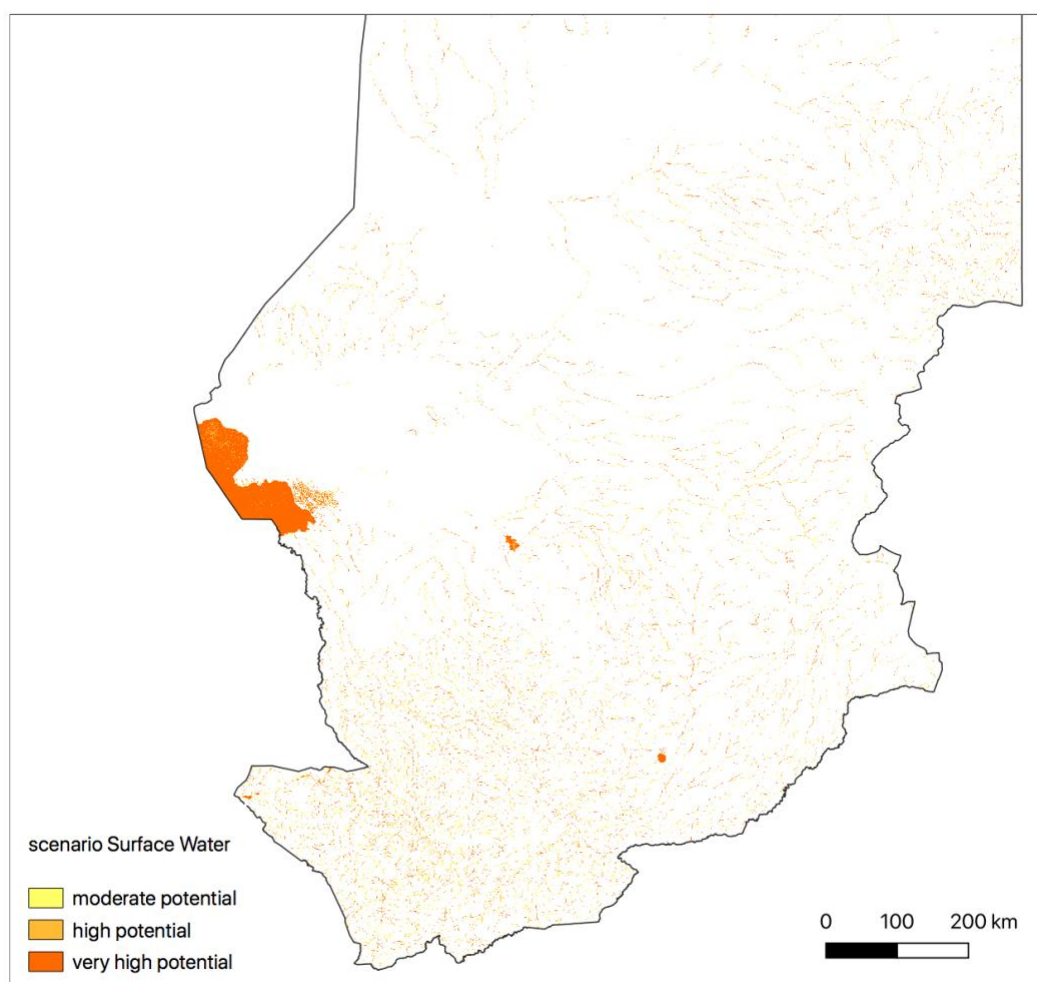 scenario Surface Water
moderate potential
high potential
very high potential
0 100 200 km